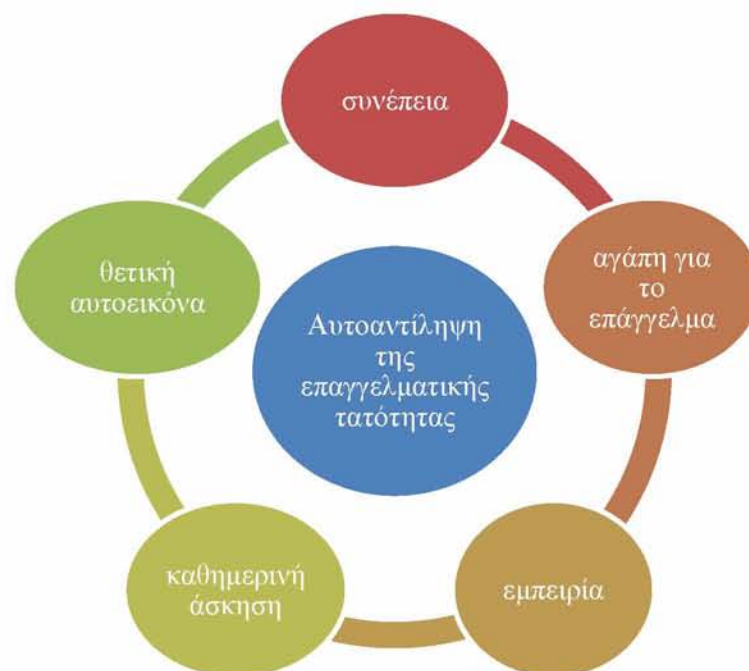 συνέπεια
αγάπη για
το
επάγγελμα
εμπειρία
καθημερινή
άσκηση
θετική
αυτοεικόνα
Αυτοαντίληψη
της
επαγγελματικής
τατότητας